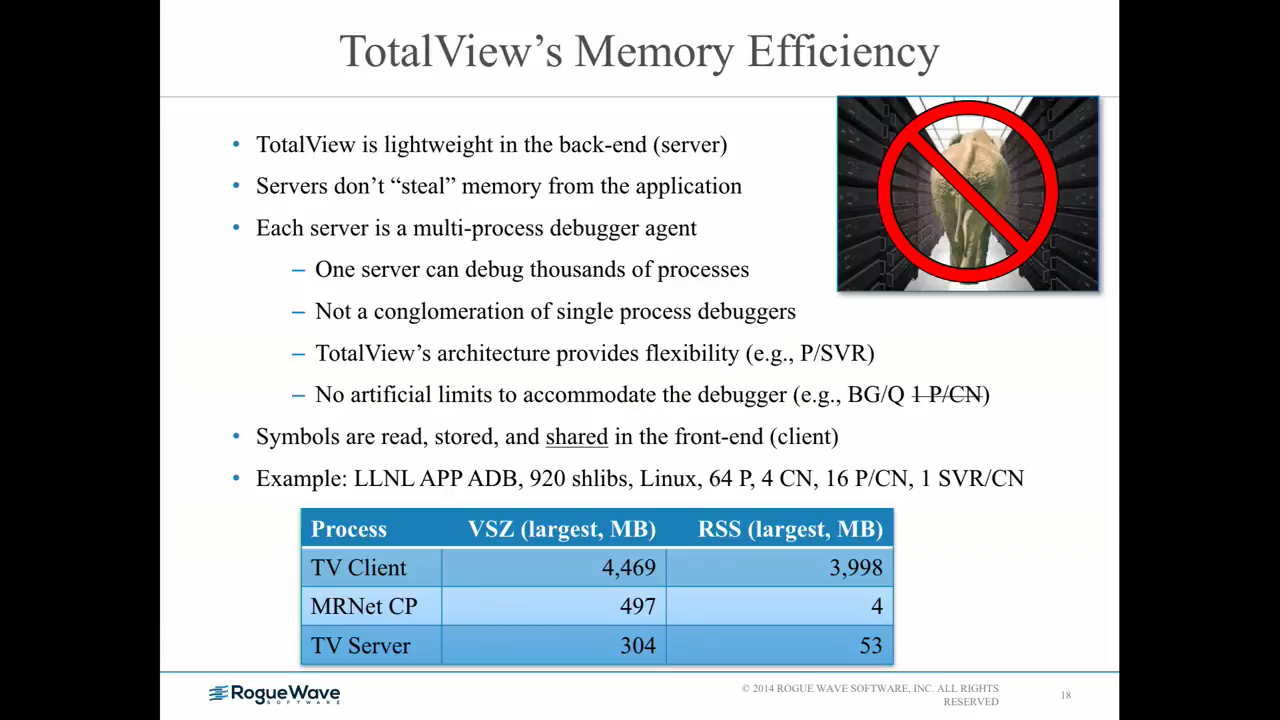 TotalView’s Memory Efficiency
• TotalView is lightweight in the back-end (server)
• Servers don’t “steal” memory from the application
• Each server is a multi-process debugger agent
– One server can debug thousands of processes
– Not a conglomeration of single process debuggers
– TotalView’s architecture provides flexibility (e.g., P/SVR)
– No artificial limits to accommodate the debugger (e.g., BG/Q 1 P/CN)
• Symbols are read, stored, and shared in the front-end (client)
• Example: LLNL APP ADB, 920 shlibs, Linux, 64 P, 4 CN, 16 P/CN, 1 SVR/CN
Process VSZ (largest, MB) RSS (largest, MB)
TV Client 4,469 3,998
MRNet CP 497 4
TV Server 304 53
RogueWave
SOFTWARE
© 2014 ROGUE WAVE SOFTWARE, INC. ALL RIGHTS
RESERVED
18